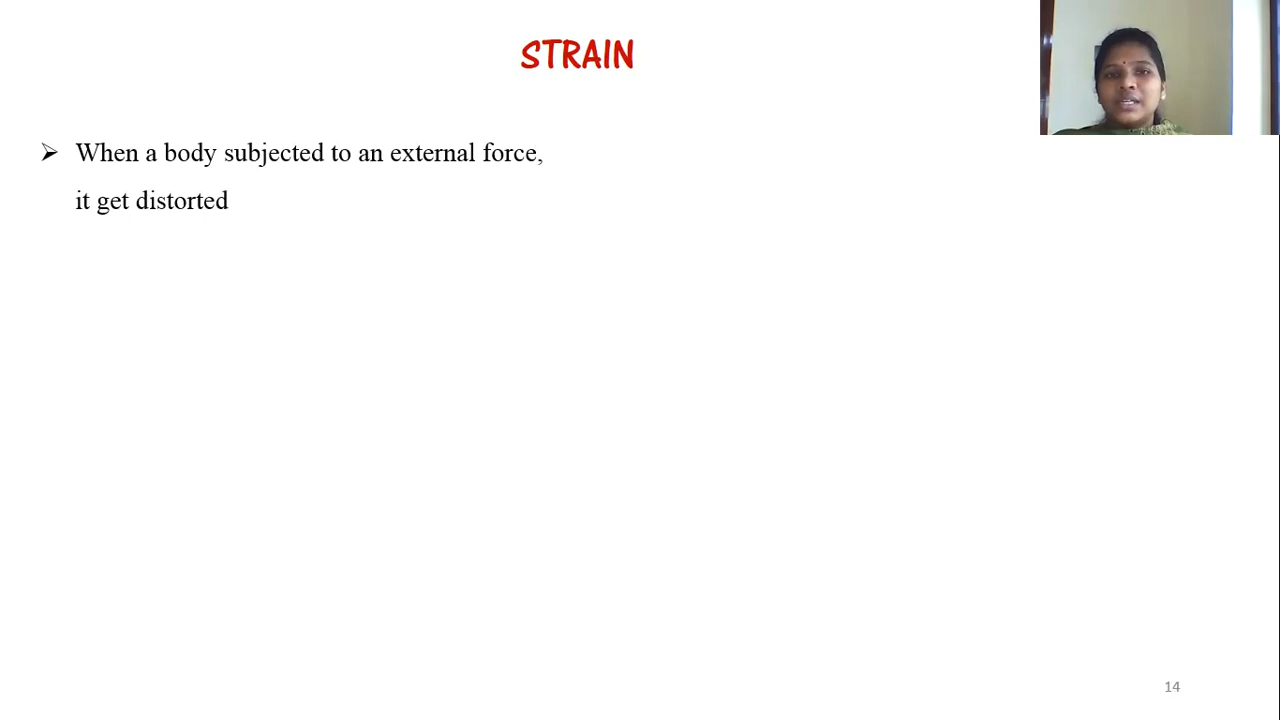 STRAIN
➢ When a body subjected to an external force,
it get distorted
14